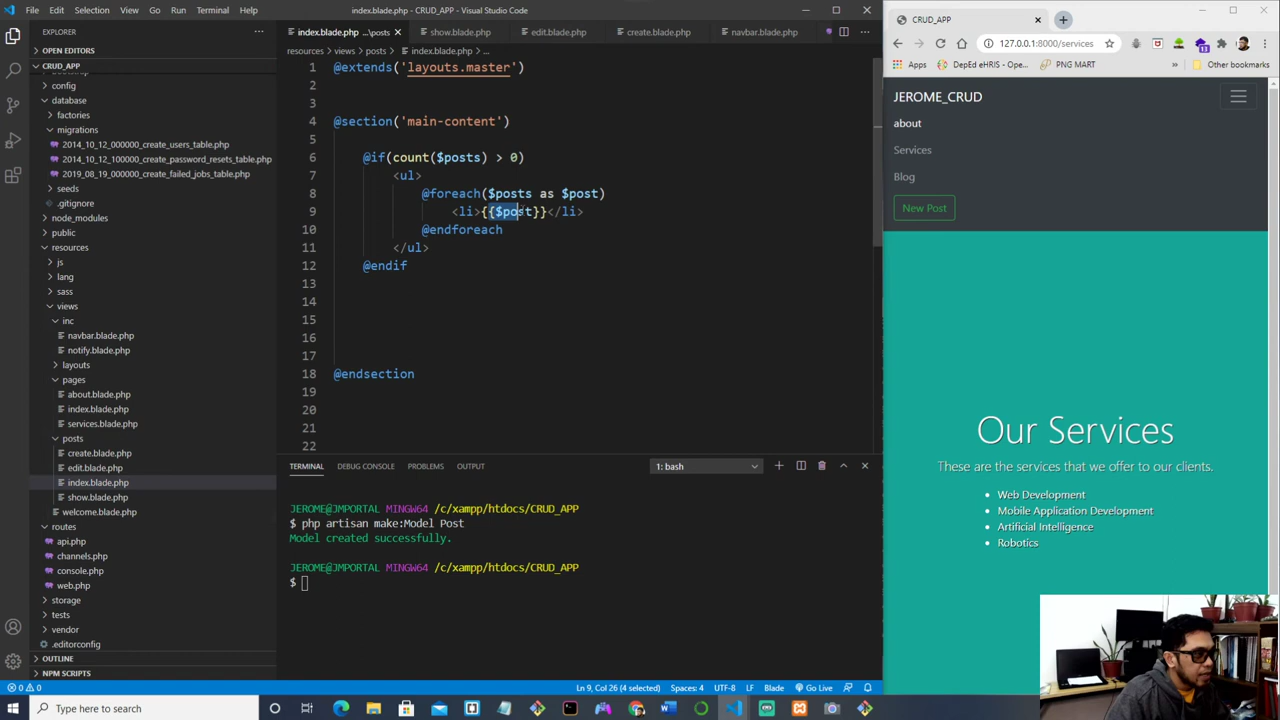 File Edit Selection View Go Run Terminal Help index.blade.php - CRUD_APP - Visual Studio Code
CRUD_APP
127.0.0.1:8000/services
Apps DepEd eHRIS - Ope... PNG MART » Other bookmarks
EXPLORER ...
OPEN EDITORS
CRUD_APP
config
database
factories
migrations
2014_10_12_000000_create_users_table.php
2014_10_12_100000_create_password_resets_table.php
2019_08_19_000000_create_failed_jobs_table.php
seeds
.gitignore
node_modules
public
resources
js
lang
sass
views
inc
navbar.blade.php
notify.blade.php
layouts
pages
about.blade.php
index.blade.php
services.blade.php
posts
create.blade.php
edit.blade.php
index.blade.php
show.blade.php
welcome.blade.php
routes
api.php
channels.php
console.php
web.php
storage
tests
vendor
.editorconfig
OUTLINE
NPM SCRIPTS
index.blade.php ...\posts show.blade.php edit.blade.php create.blade.php navbar.blade.php
resources > views > posts > index.blade.php > ...
1 @extends('layouts.master')
2
3
4 @section('main-content')
5
6 @if(count($posts) > 0)
7 <ul>
8 @foreach($posts as $post)
9 <li>{{$post}}</li>
10 @endforeach
11 </ul>
12 @endif
13
14
15
16
17
18 @endsection
19
20
21
22
TERMINAL DEBUG CONSOLE PROBLEMS OUTPUT 1: bash
JEROME@JMPORTAL MINGW64 /c/xampp/htdocs/CRUD_APP
$ php artisan make:Model Post
Model created successfully.
JEROME@JMPORTAL MINGW64 /c/xampp/htdocs/CRUD_APP
$
JEROME_CRUD
about
Services
Blog
New Post
Our Services
These are the services that we offer to our clients.
Web Development
Mobile Application Development
Artificial Intelligence
Robotics
0 0 Ln 9, Col 26 (4 selected) Spaces: 4 UTF-8 LF Blade Go Live
Type here to search